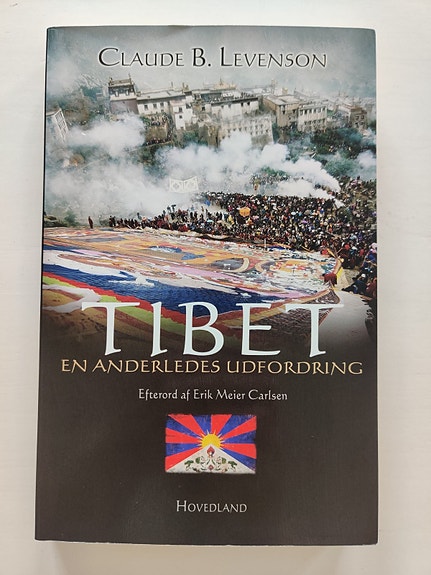 CLAUDE B. LEVENSON
TIBET
EN ANDERLEDES UDFORDRING
Efterord af Erik Meier Carlsen
HOVEDLAND